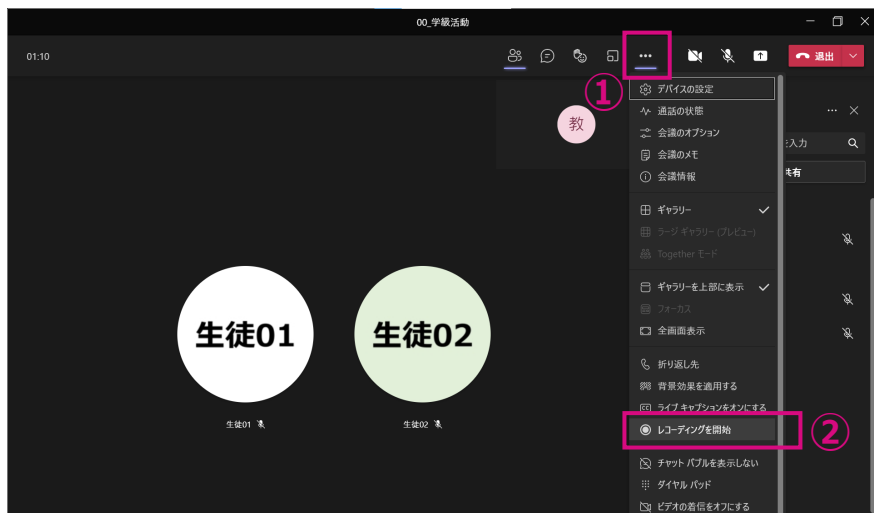 00_学級活動
01:10
退出
①
教
デバイスの設定
通話の状態
会議のオプション
会議のメモ
会議情報
を入力
共有
ギャラリー
ラージ ギャラリー (プレビュー)
Together モード
ギャラリーを上部に表示
フォーカス
全画面表示
生徒01
生徒02
折り返し先
背景効果を適用する
CC ライブ キャプションをオンにする
生徒01
生徒02
レコーディングを開始
②
チャット バブルを表示しない
ダイヤル パッド
ビデオの着信をオフにする